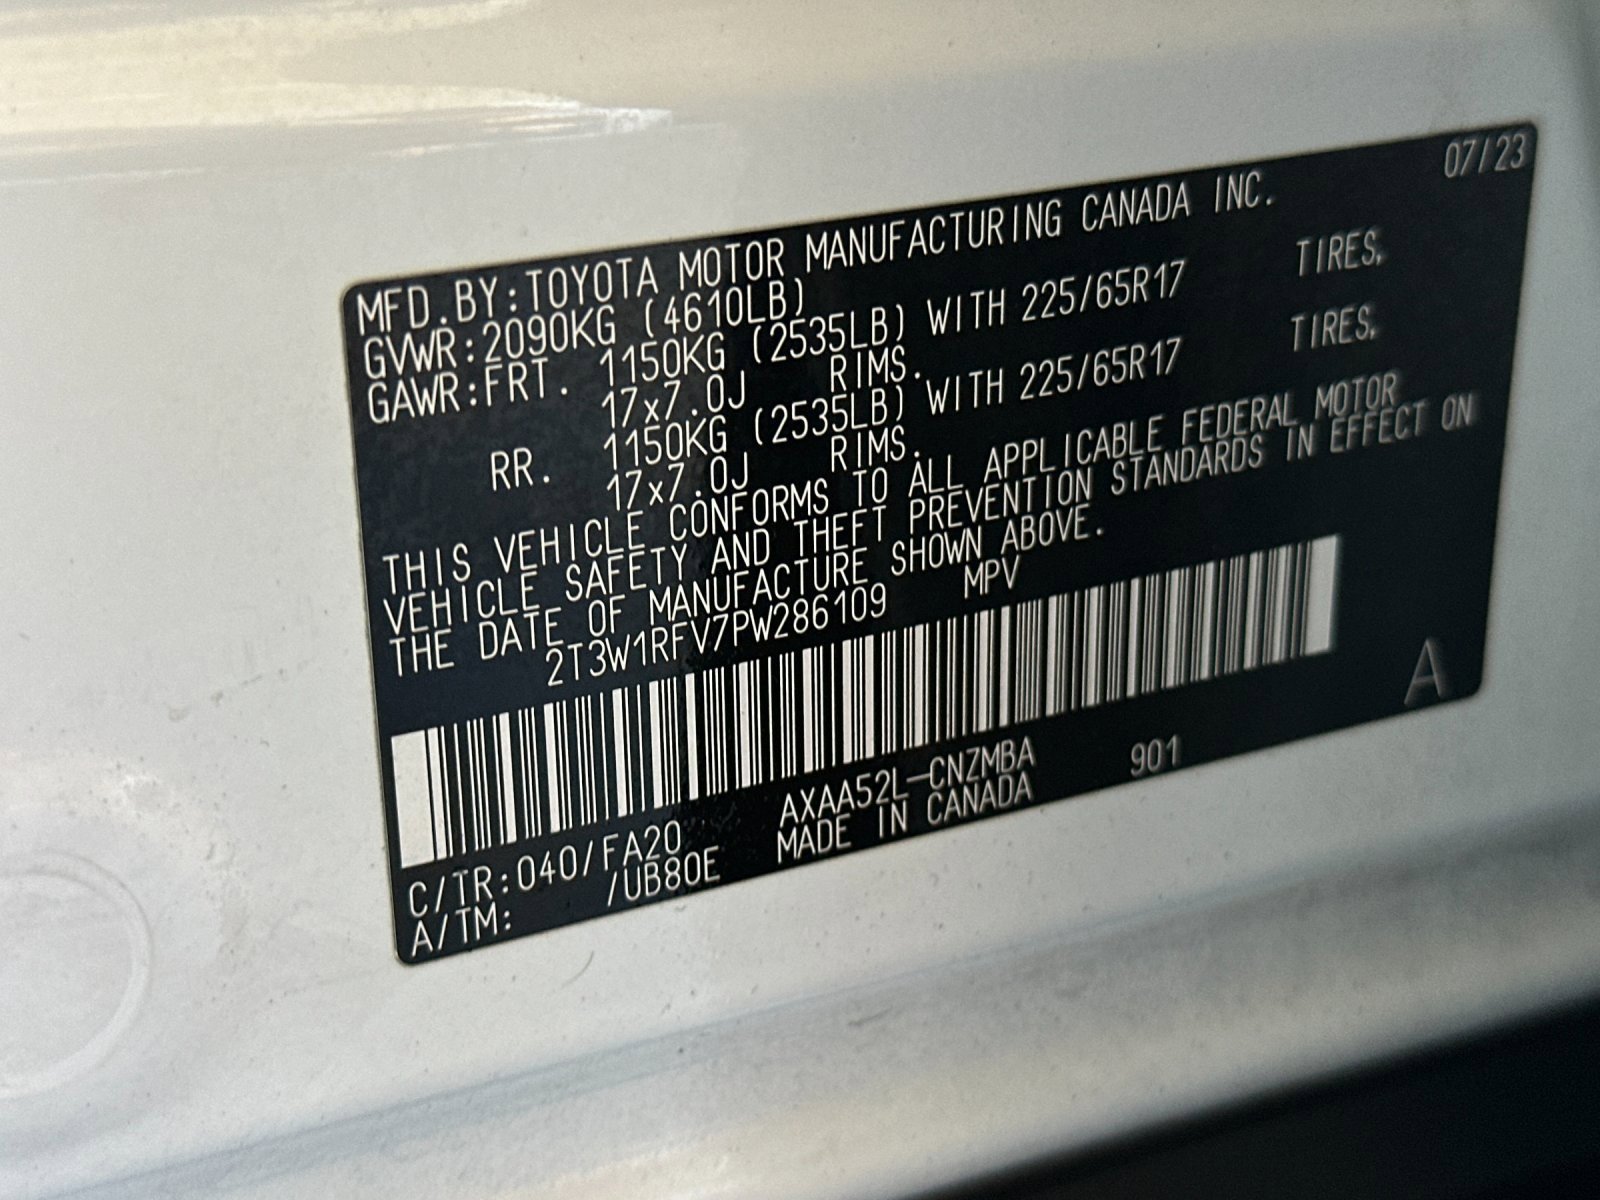 07/23
MFD.BY:TOYOTA MOTOR MANUFACTURING CANADA INC.
GVWR:2090KG (4610LB)
GAWR:FRT. 1150KG (2535LB) WITH 225/65R17 TIRES,
17x7.0J RIMS.
RR. 1150KG (2535LB) WITH 225/65R17 TIRES,
17x7.0J RIMS.
THIS VEHICLE CONFORMS TO ALL APPLICABLE FEDERAL MOTOR
VEHICLE SAFETY AND THEFT PREVENTION STANDARDS IN EFFECT ON
THE DATE OF MANUFACTURE SHOWN ABOVE.
2T3W1RFV7PW286109 MPV
A
C/TR:040/FA20 AXAA52L-CNZMBA 901
A/TM: /UB80E MADE IN CANADA